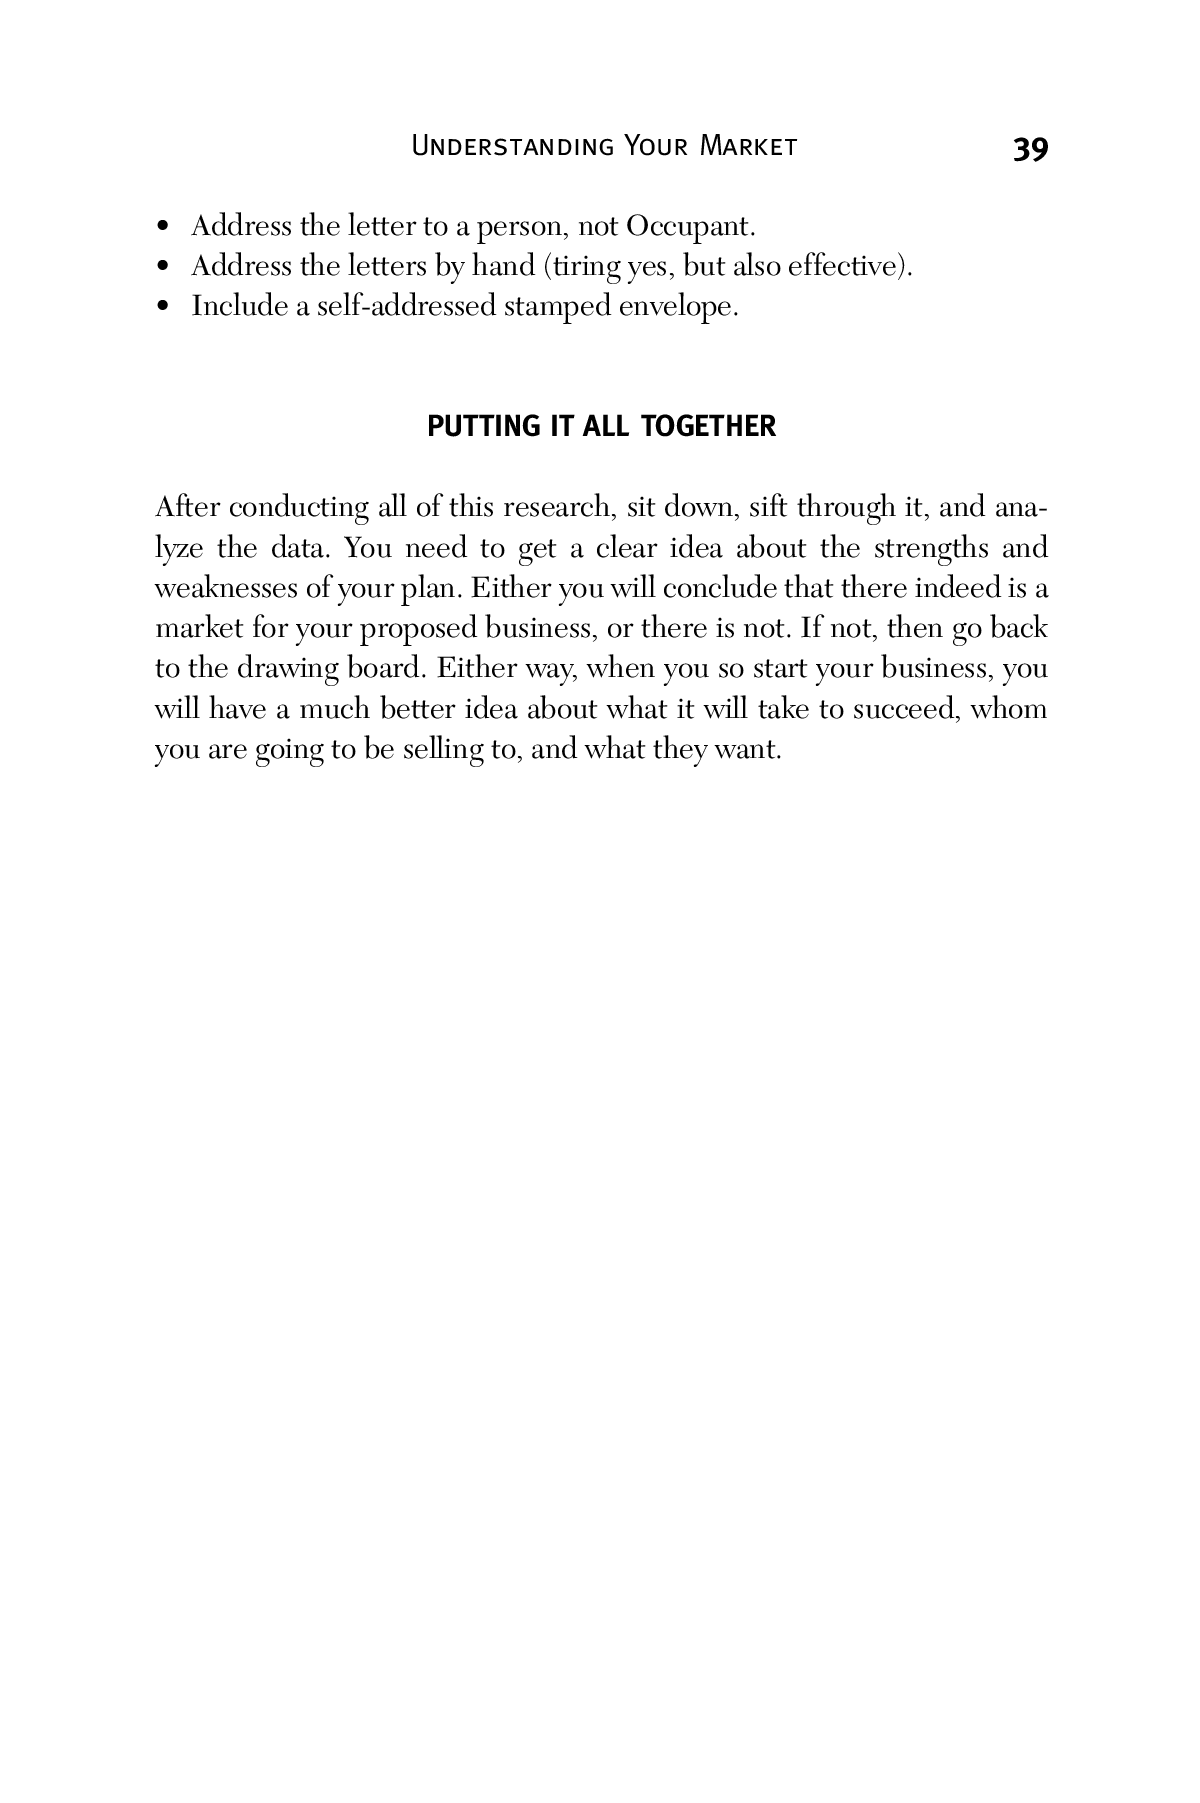 Understanding Your Market 39
• Address the letter to a person, not Occupant.
• Address the letters by hand (tiring yes, but also effective).
• Include a self-addressed stamped envelope.
PUTTING IT ALL TOGETHER
After conducting all of this research, sit down, sift through it, and ana-
lyze the data. You need to get a clear idea about the strengths and
weaknesses of your plan. Either you will conclude that there indeed is a
market for your proposed business, or there is not. If not, then go back
to the drawing board. Either way, when you so start your business, you
will have a much better idea about what it will take to succeed, whom
you are going to be selling to, and what they want.